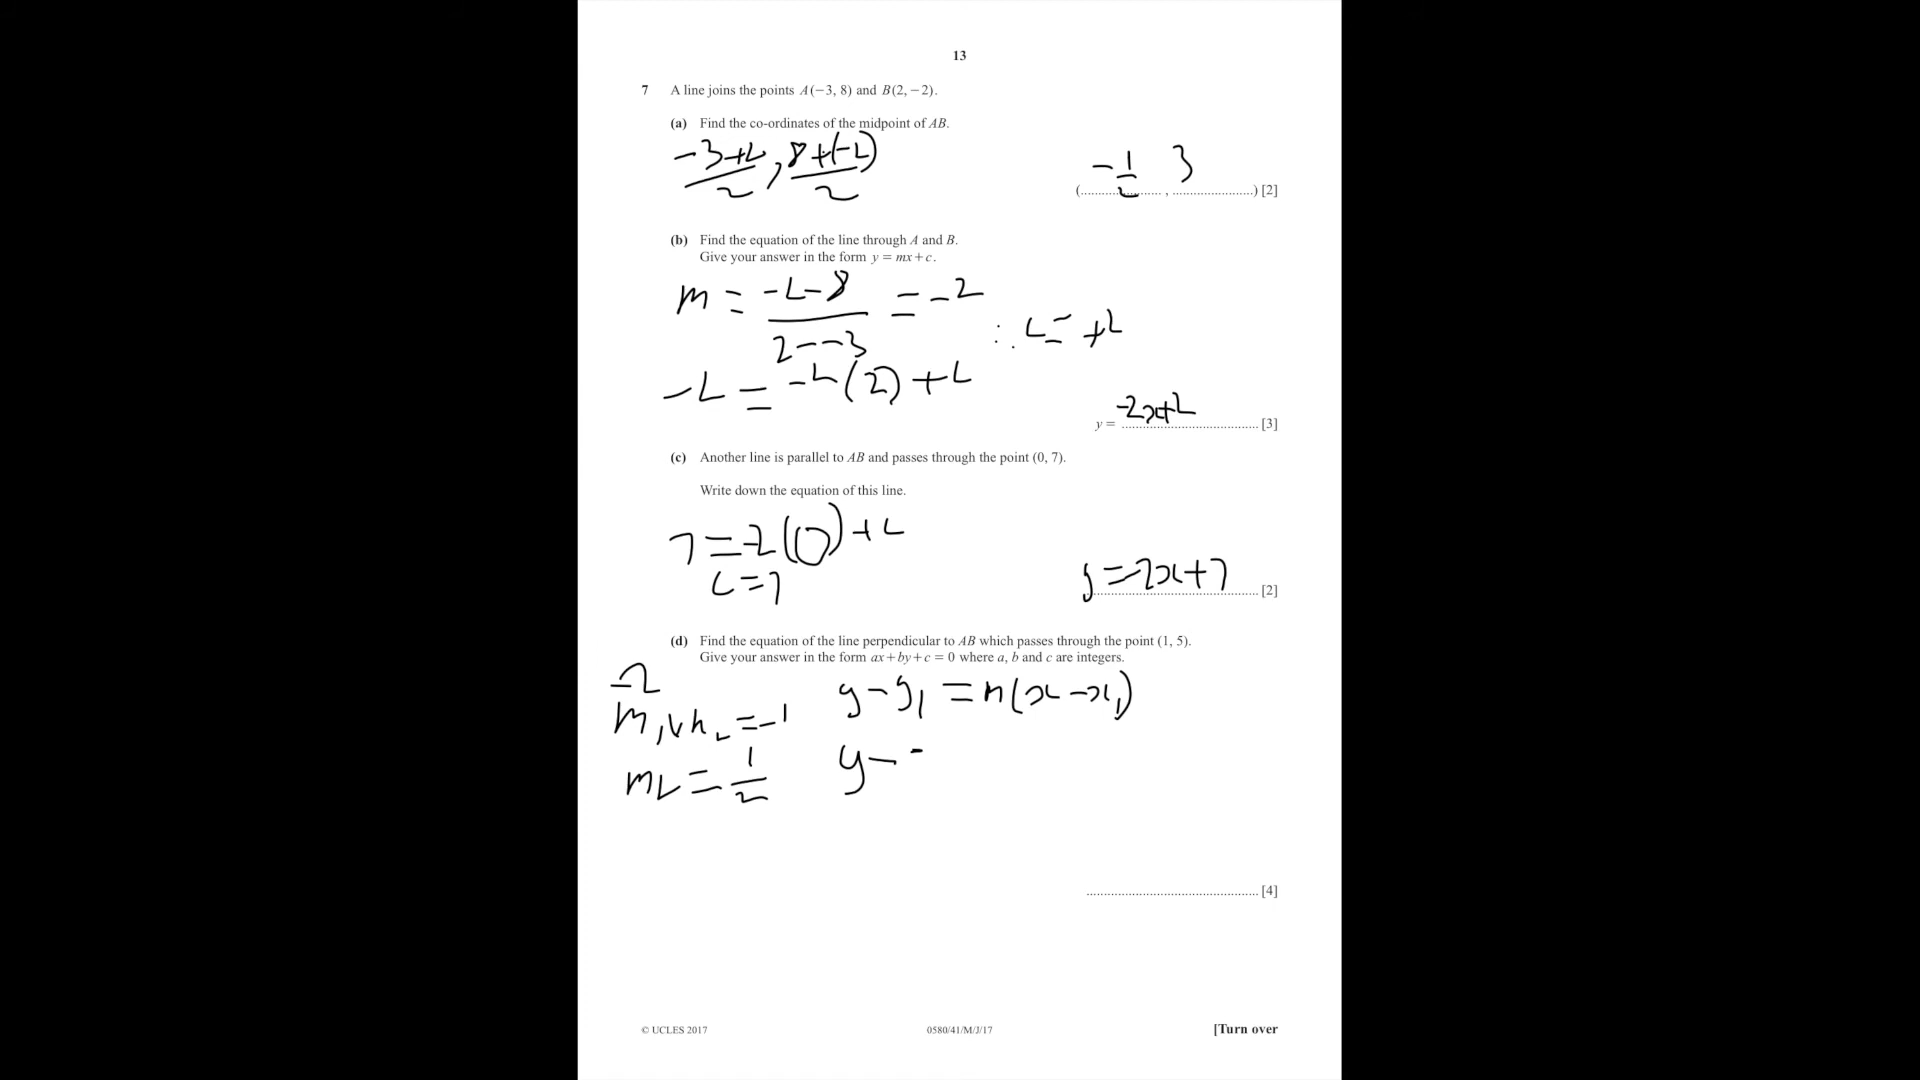 13
7 A line joins the points A(−3, 8) and B(2, −2).
(a) Find the co-ordinates of the midpoint of AB.
-3+2/2, 8+(-2)/2
-1/2 3
(.........................., ..........................) [2]
(b) Find the equation of the line through A and B.
Give your answer in the form y = mx + c.
m = -2-8/2--3 = -2
∴ c = +2
-2 = -2(2) + c
y = -2x+2 [3]
(c) Another line is parallel to AB and passes through the point (0, 7).
Write down the equation of this line.
7 = -2(0) + c
c = 7
y = -2x+7 [2]
(d) Find the equation of the line perpendicular to AB which passes through the point (1, 5).
Give your answer in the form ax + by + c = 0 where a, b and c are integers.
-2
m₁ × m₂ = -1 y - y₁ = m(x - x₁)
m₂ = 1/2 y -
.................................................. [4]
© UCLES 2017 0580/41/M/J/17 [Turn over